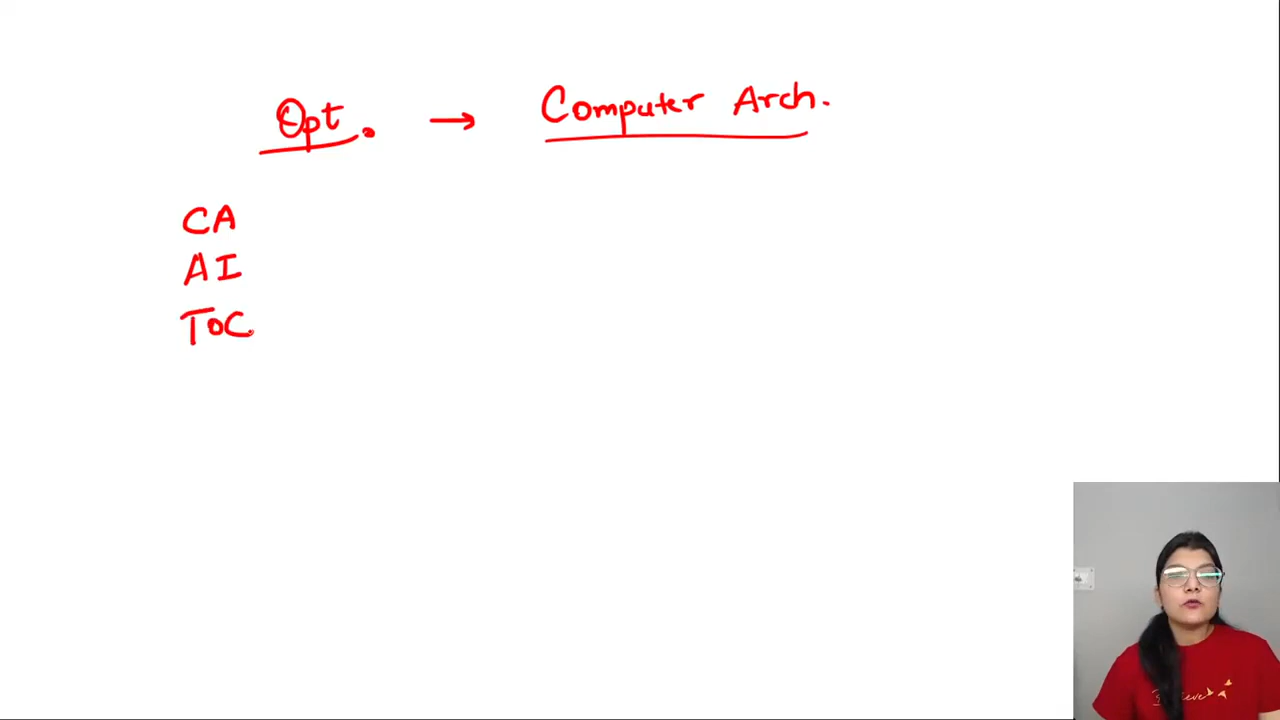 Opt. → Computer Arch.
CA
AI
TOC